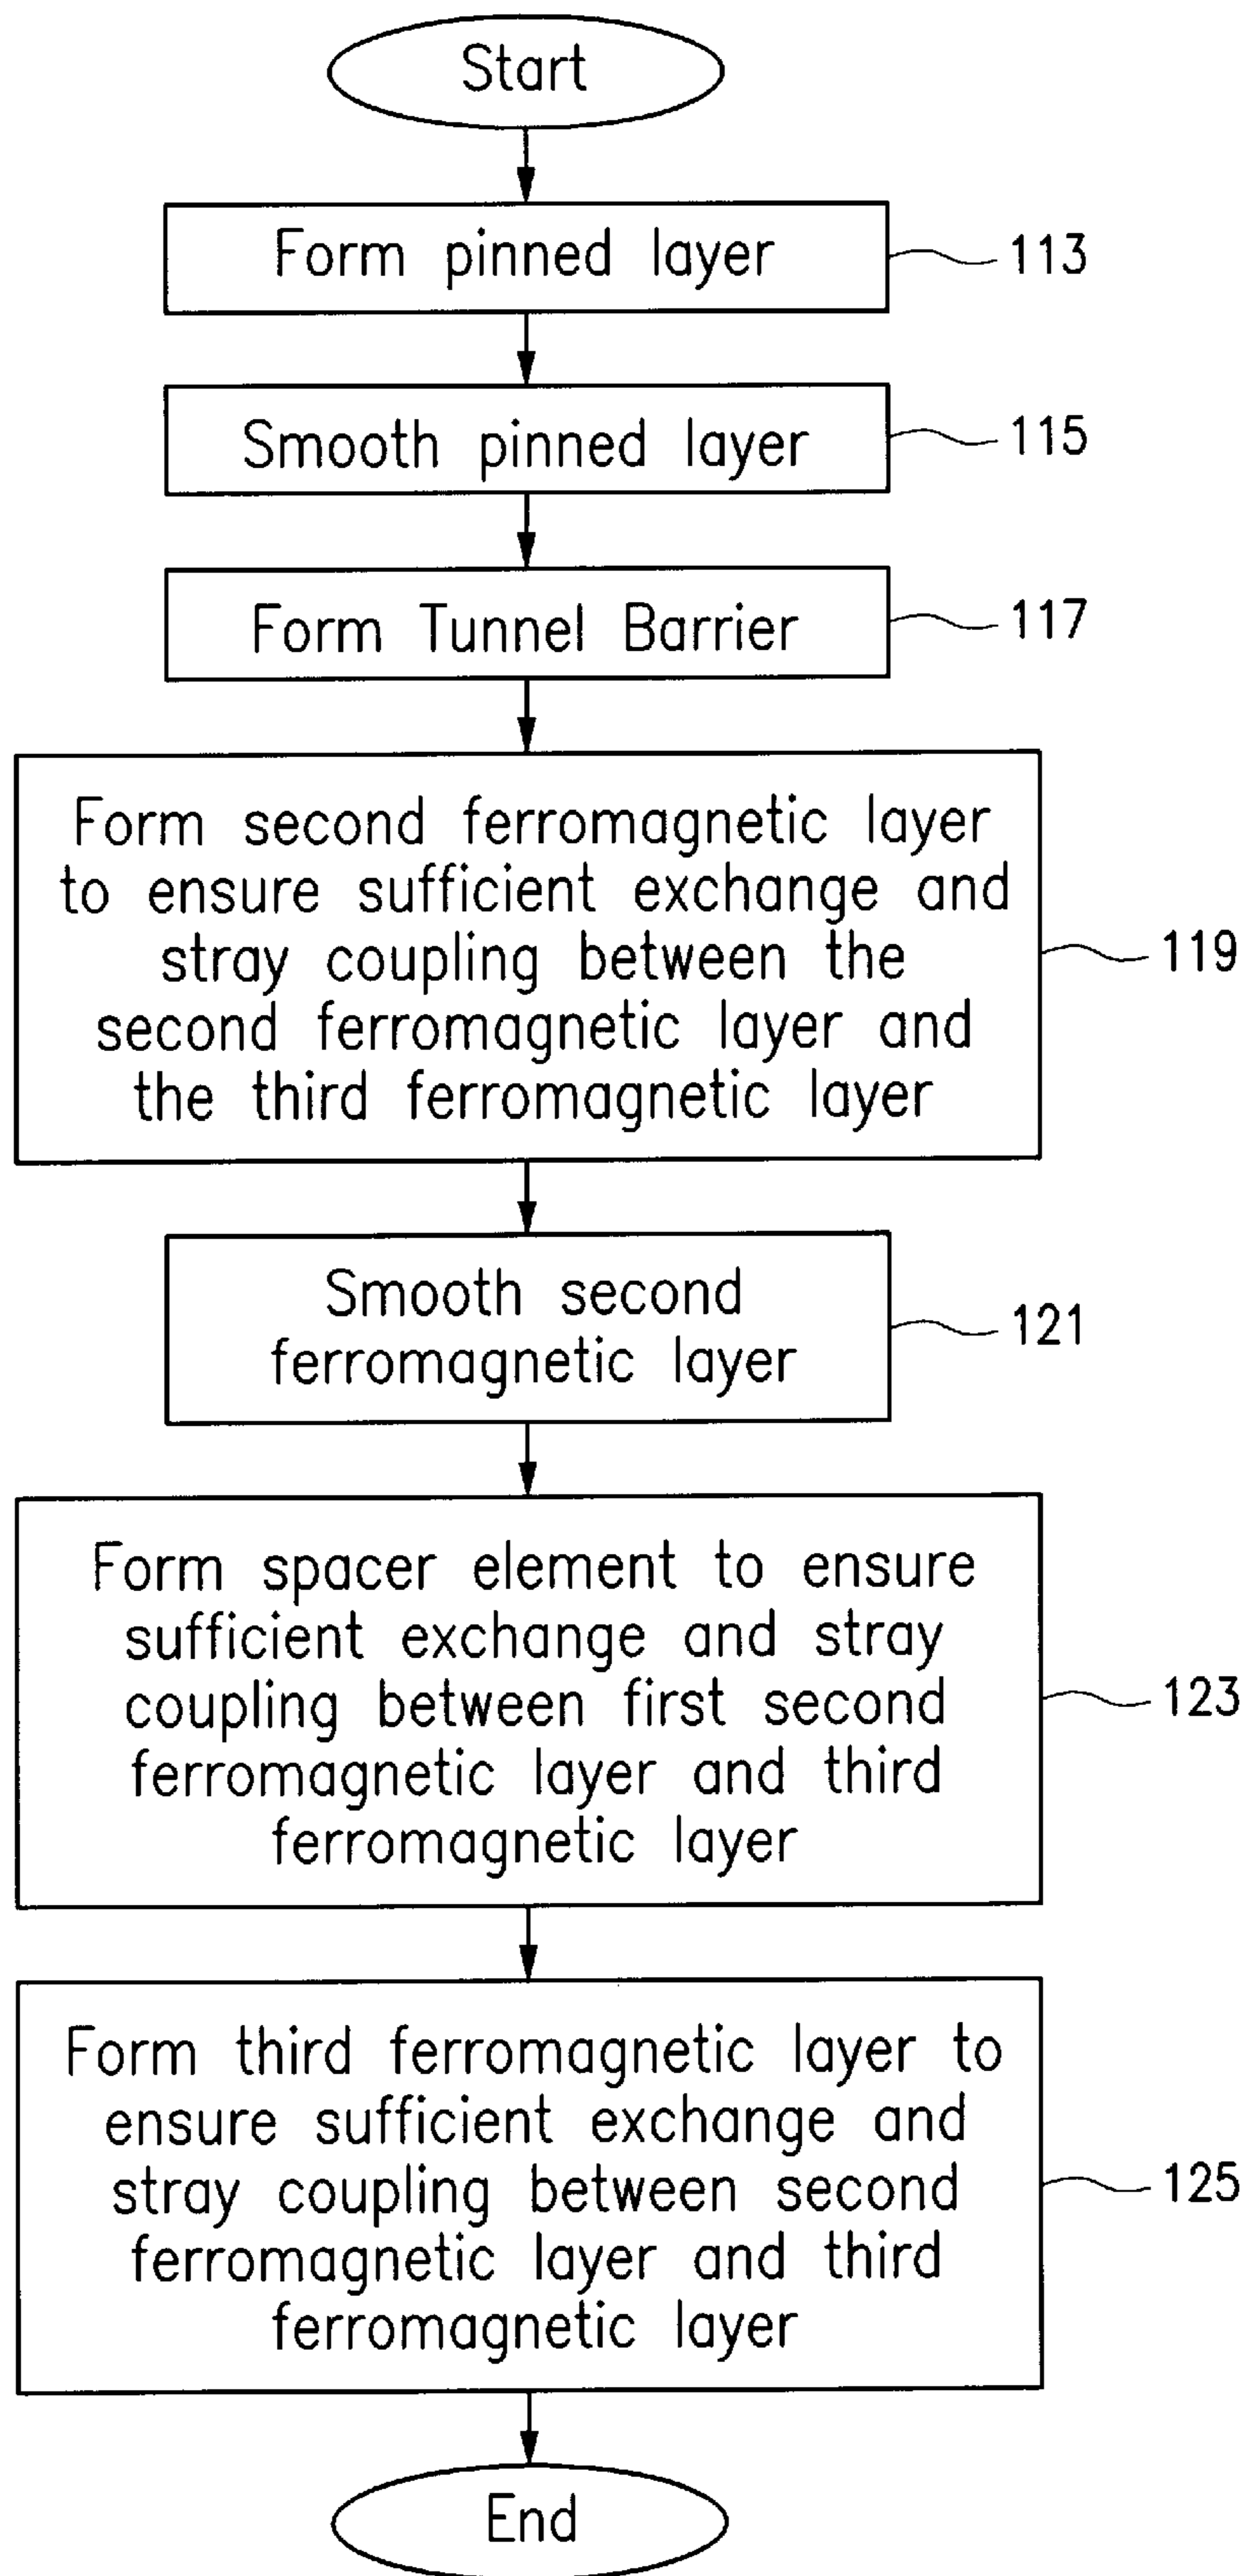 Start
Form pinned layer
113
Smooth pinned layer
115
Form Tunnel Barrier
117
Form second ferromagnetic layer
to ensure sufficient exchange and
stray coupling between the
second ferromagnetic layer and
the third ferromagnetic layer
119
Smooth second
ferromagnetic layer
121
Form spacer element to ensure
sufficient exchange and stray
coupling between first second
ferromagnetic layer and third
ferromagnetic layer
123
Form third ferromagnetic layer to
ensure sufficient exchange and
stray coupling between second
ferromagnetic layer and third
ferromagnetic layer
125
End